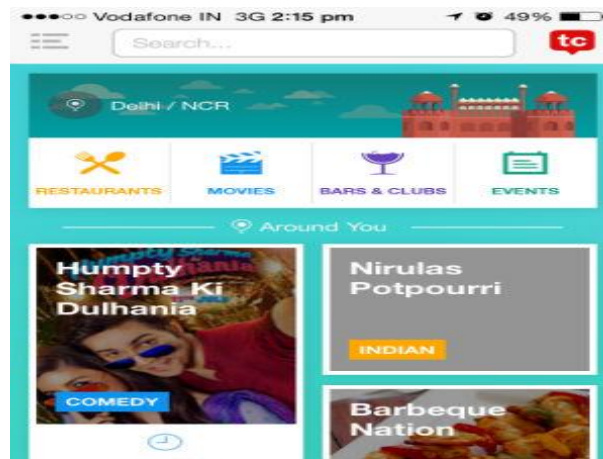 Vodafone IN 3G 2:15 pm 49%
Search...
tc
Delhi / NCR
RESTAURANTS MOVIES BARS & CLUBS EVENTS
Around You
Humpty
Sharma Ki
Dulhania
COMEDY
Nirulas
Potpourri
INDIAN
Barbeque
Nation